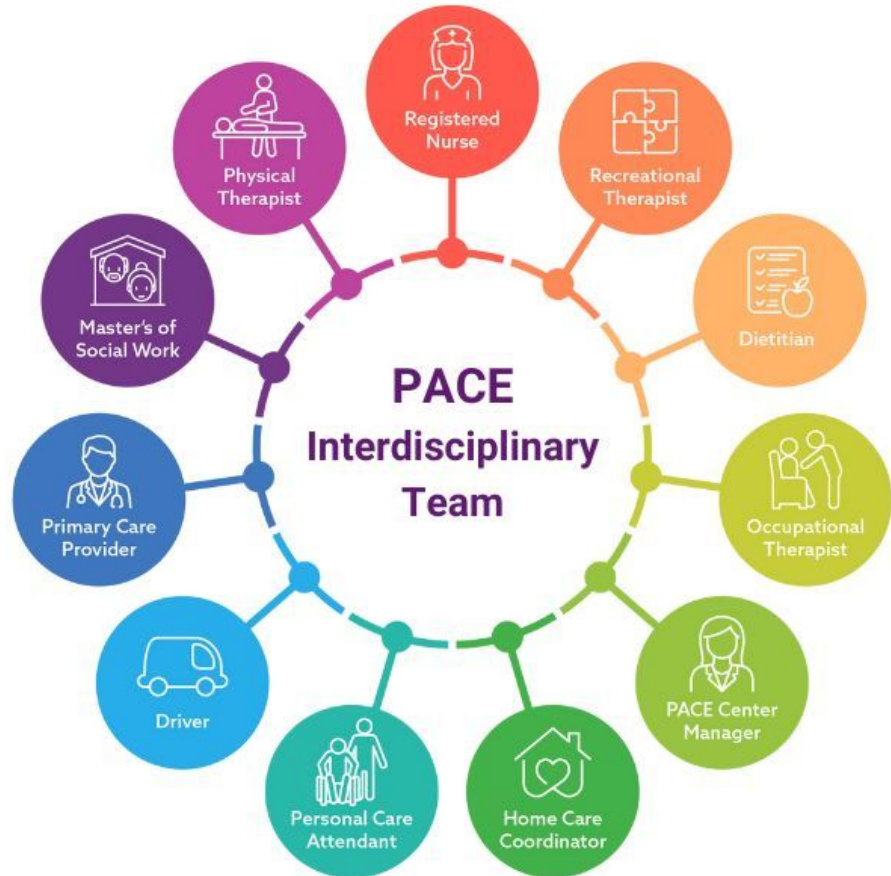 Registered
Nurse
Recreational
Therapist
Dietitian
Occupational
Therapist
PACE Center
Manager
Home Care
Coordinator
Personal Care
Attendant
Driver
Primary Care
Provider
Master's of
Social Work
Physical
Therapist
PACE
Interdisciplinary
Team